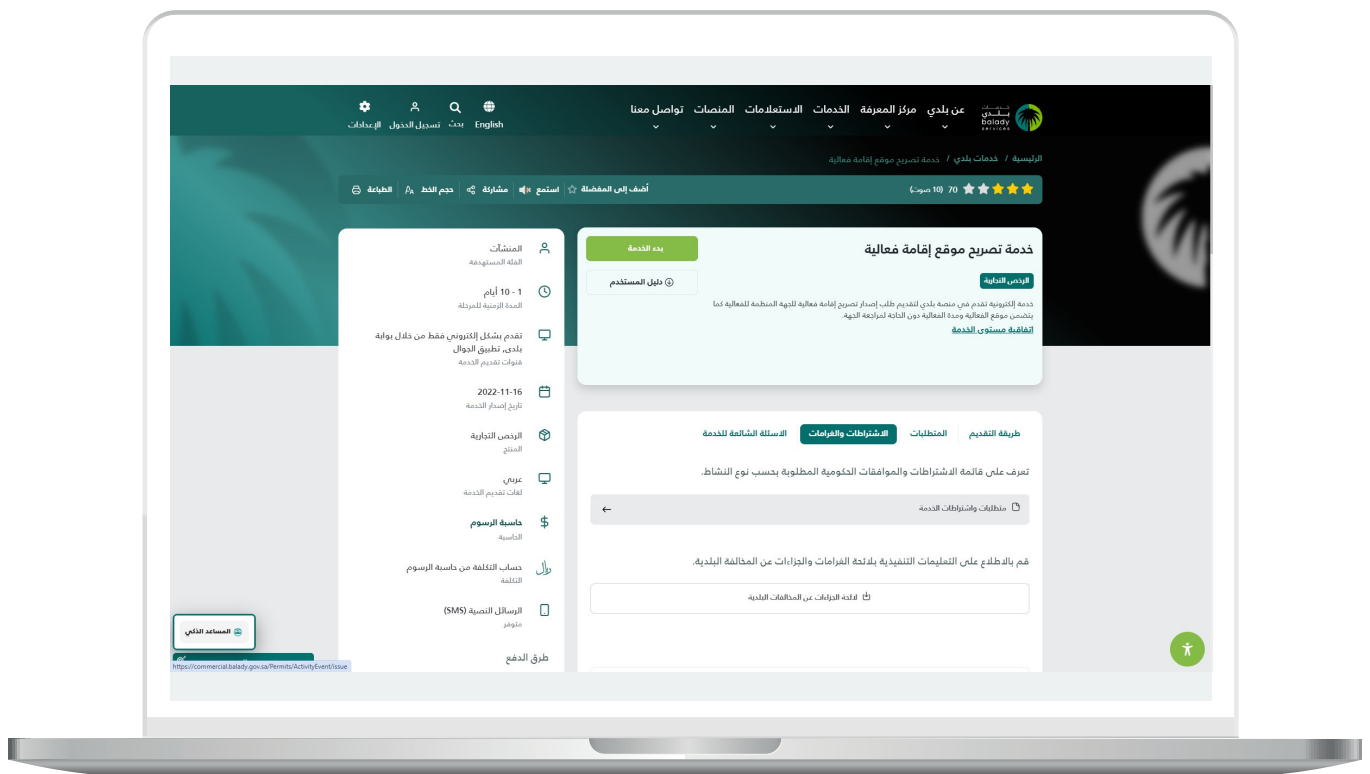 خدمات
بلدي
balady
services
عن بلدي
مركز المعرفة
الخدمات
الاستعلامات
المنصات
تواصل معنا
English
بحث
تسجيل الدخول
الإعدادات
الرئيسية / خدمات بلدي / خدمة تصريح موقع إقامة فعالية
70 (10 صوت)
أضف إلى المفضلة
استمع
مشاركة
حجم الخط
الطباعة
خدمة تصريح موقع إقامة فعالية
بدء الخدمة
دليل المستخدم
الرخص التجارية
خدمة إلكترونية تقدم في منصة بلدي لتقديم طلب إصدار تصريح إقامة فعالية للجهة المنظمة للفعالية كما
يتضمن موقع الفعالية ومدة الفعالية دون الحاجة لمراجعة الجهة.
اتفاقية مستوى الخدمة
طريقة التقديم
المتطلبات
الاشتراطات والغرامات
الاسئلة الشائعة للخدمة
تعرف على قائمة الاشتراطات والموافقات الحكومية المطلوبة بحسب نوع النشاط.
متطلبات واشتراطات الخدمة
قم بالاطلاع على التعليمات التنفيذية بلائحة الغرامات والجزاءات عن المخالفة البلدية.
لائحة الجزاءات عن المخالفات البلدية
المنشآت
الفئة المستهدفة
1 - 10 أيام
المدة الزمنية للمرحلة
تقدم بشكل إلكتروني فقط من خلال بوابة
بلدي, تطبيق الجوال
قنوات تقديم الخدمة
2022-11-16
تاريخ إصدار الخدمة
الرخص التجارية
المنتج
عربي
لغات تقديم الخدمة
حاسبة الرسوم
الحاسبة
حساب التكلفة من حاسبة الرسوم
التكلفة
الرسائل النصية (SMS)
متوفر
طرق الدفع
المساعد الذكي
https://commercial.balady.gov.sa/Permits/ActivityEvent/issue